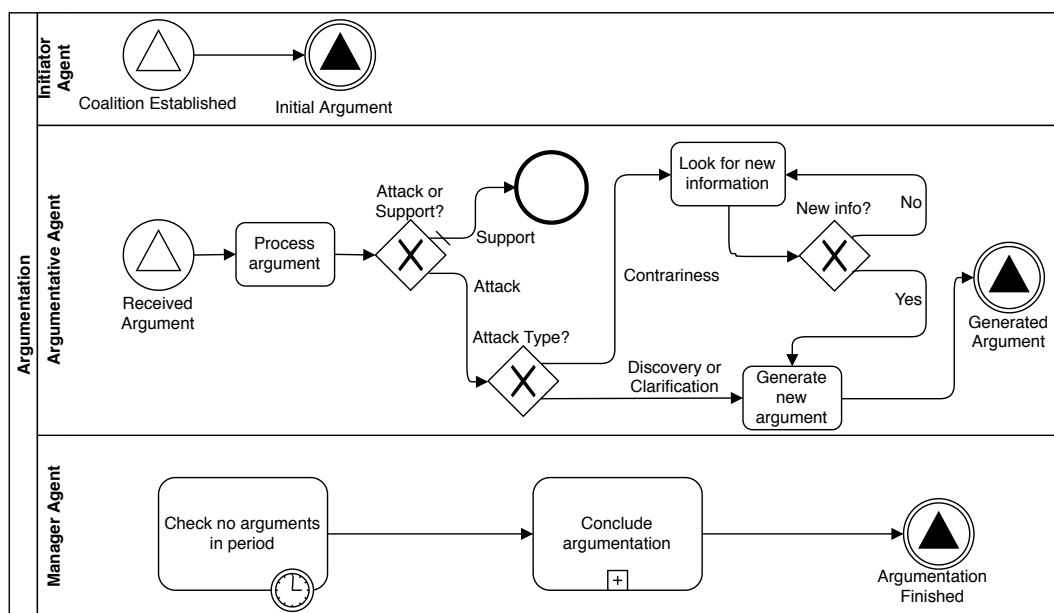 Argumentation
Initiator
Agent
Coalition Established
Initial Argument
Argumentative Agent
Received
Argument
Process
argument
Attack or
Support?
Support
Attack
Attack Type?
Contrariness
Discovery or
Clarification
Look for new
information
New info?
No
Yes
Generate
new
argument
Generated
Argument
Manager Agent
Check no arguments
in period
Conclude
argumentation
Argumentation
Finished